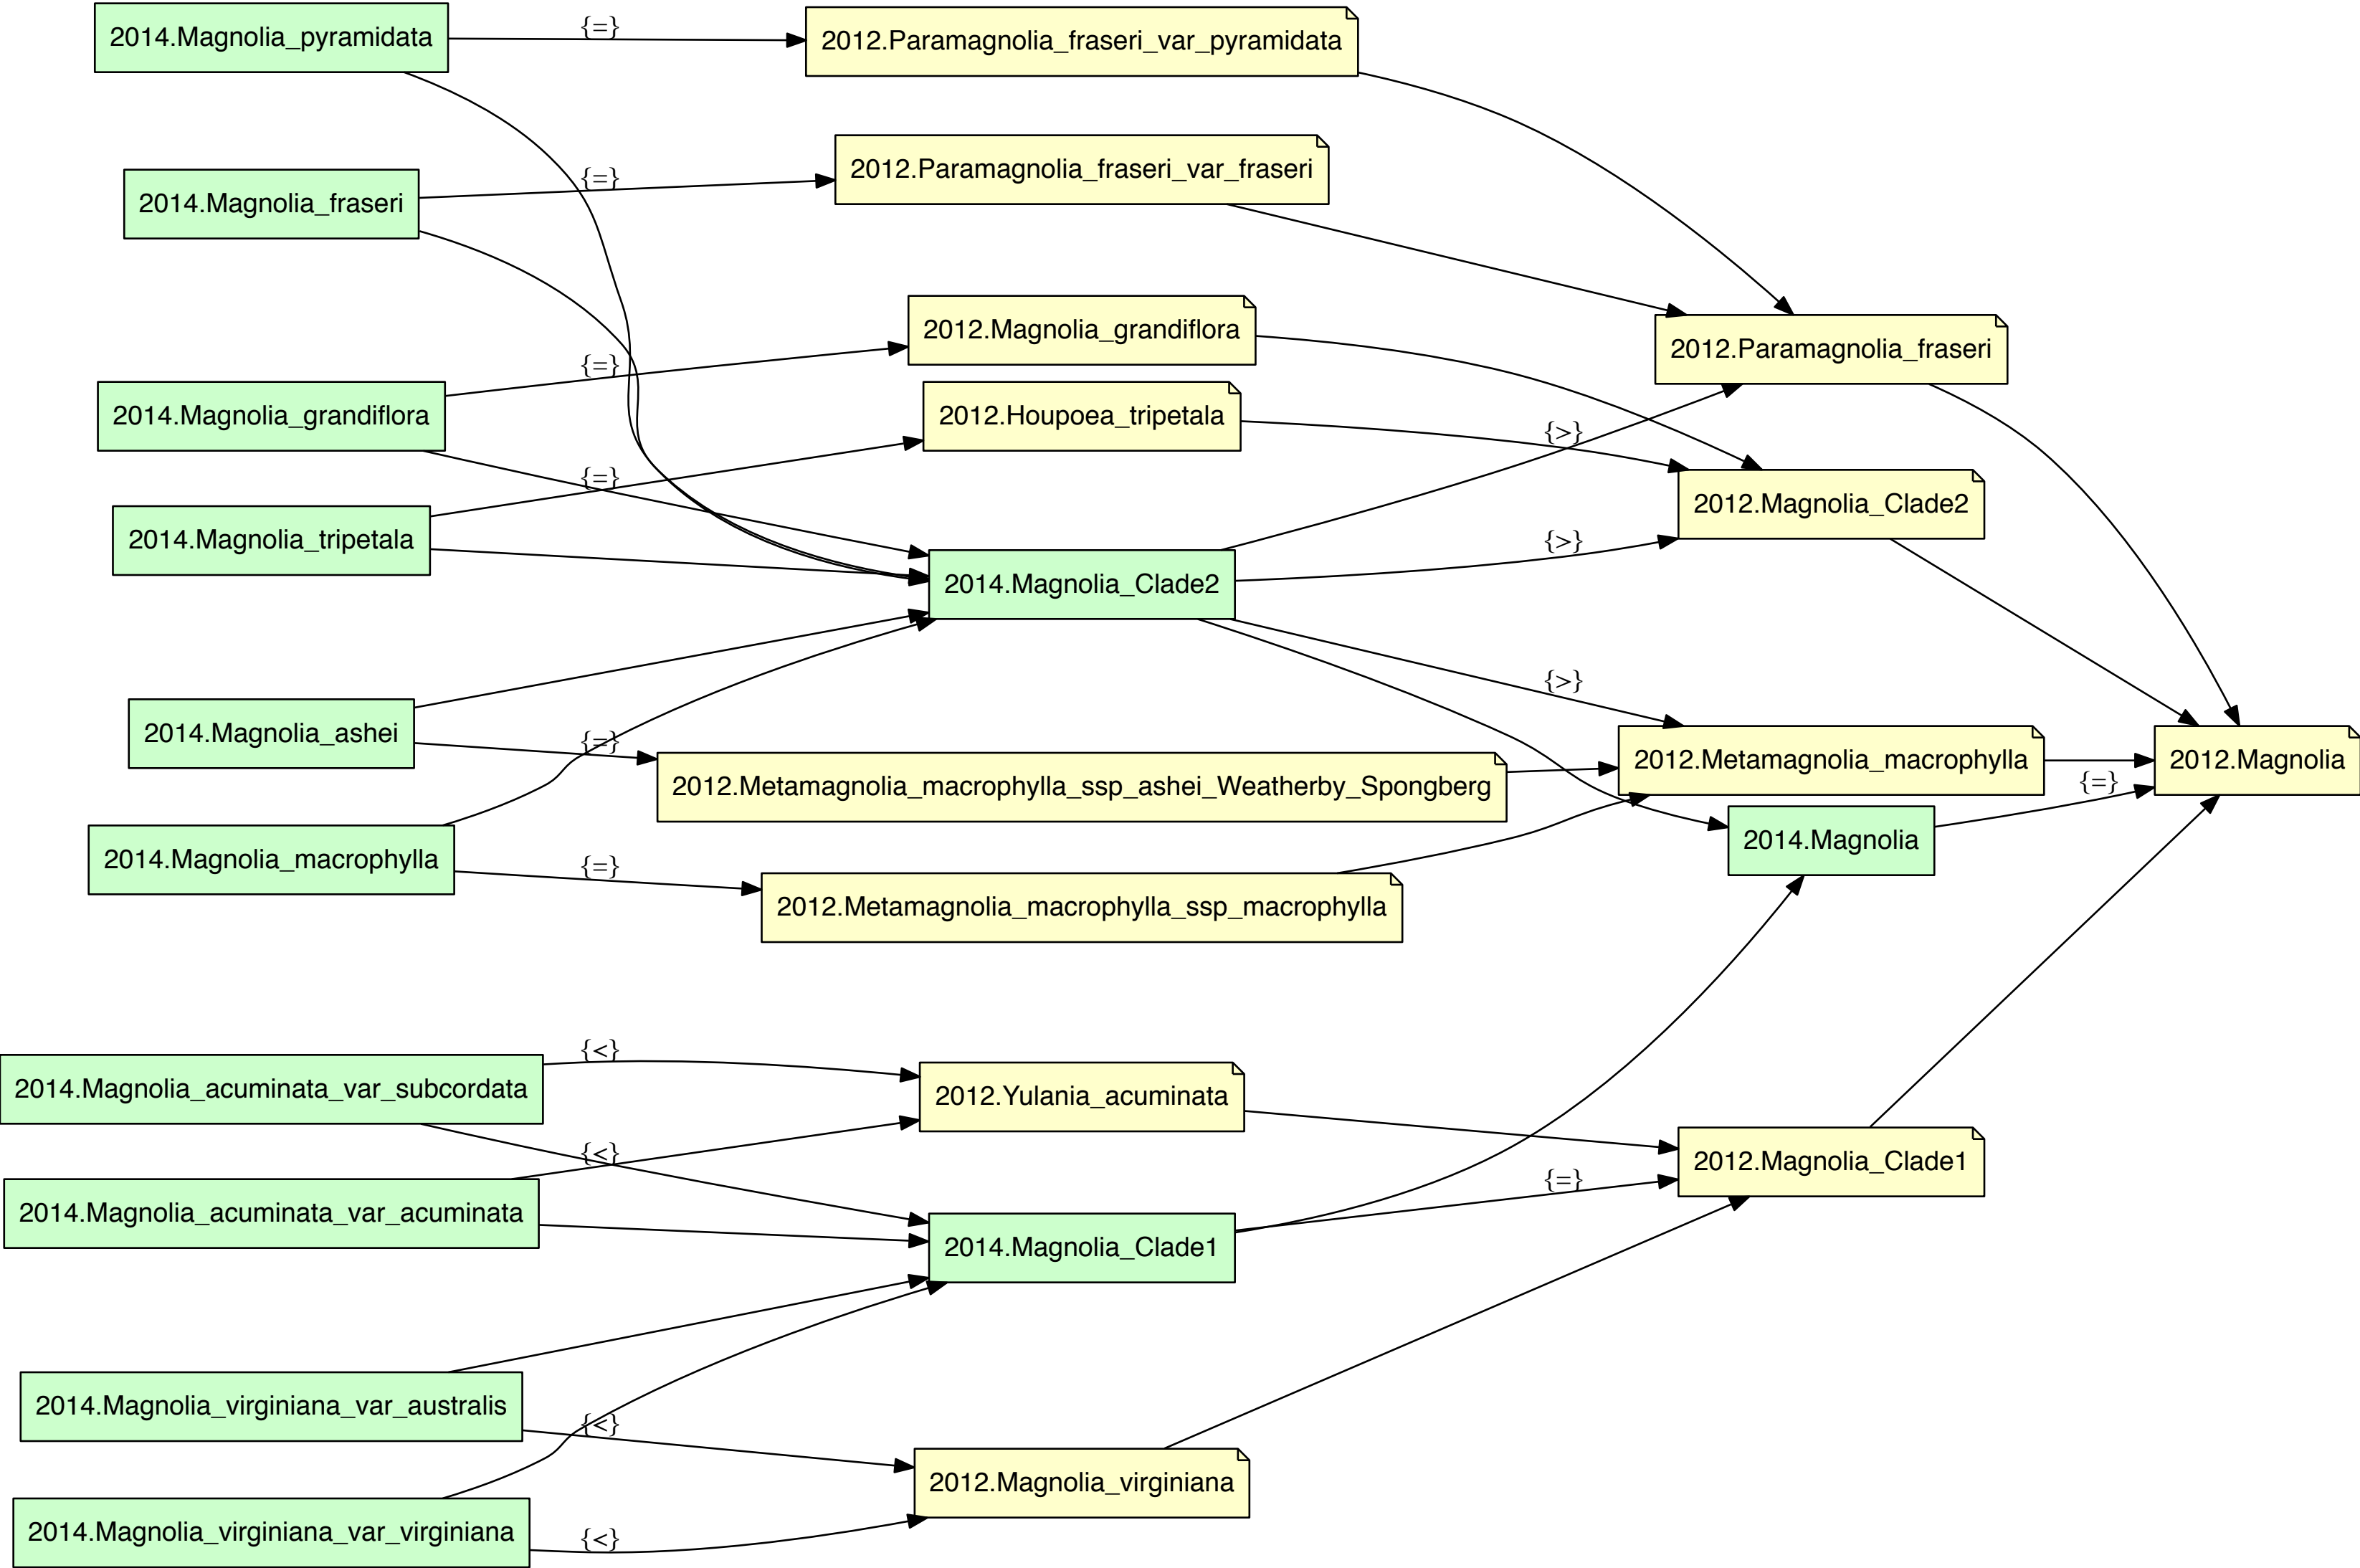 2014.Magnolia_pyramidata
{=}
2012.Paramagnolia_fraseri_var_pyramidata
2014.Magnolia_fraseri
{=}
2012.Paramagnolia_fraseri_var_fraseri
2012.Magnolia_grandiflora
2012.Paramagnolia_fraseri
{=}
2014.Magnolia_grandiflora
2012.Houpoea_tripetala
{>}
{=}
2012.Magnolia_Clade2
2014.Magnolia_tripetala
{>}
2014.Magnolia_Clade2
{>}
2014.Magnolia_ashei
{=}
2012.Metamagnolia_macrophylla
2012.Magnolia
{=}
2012.Metamagnolia_macrophylla_ssp_ashei_Weatherby_Spongberg
2014.Magnolia
2014.Magnolia_macrophylla
{=}
2012.Metamagnolia_macrophylla_ssp_macrophylla
{<}
2014.Magnolia_acuminata_var_subcordata
2012.Yulania_acuminata
{<}
2012.Magnolia_Clade1
{=}
2014.Magnolia_acuminata_var_acuminata
2014.Magnolia_Clade1
2014.Magnolia_virginiana_var_australis
{<}
2012.Magnolia_virginiana
2014.Magnolia_virginiana_var_virginiana
{<}